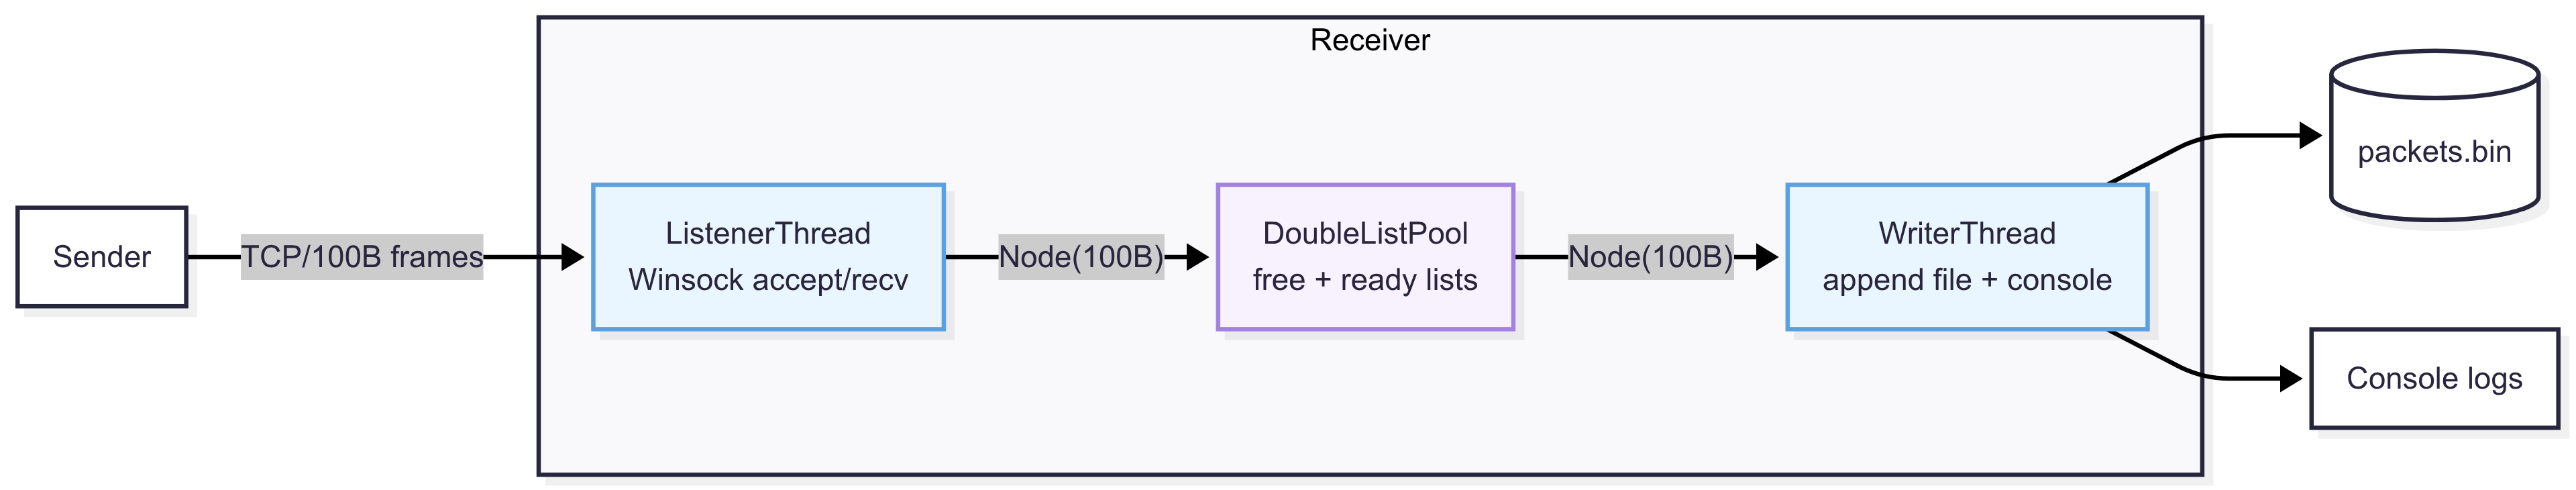 Receiver
Sender
TCP/100B frames
ListenerThread
Winsock accept/recv
Node(100B)
DoubleListPool
free + ready lists
Node(100B)
WriterThread
append file + console
packets.bin
Console logs